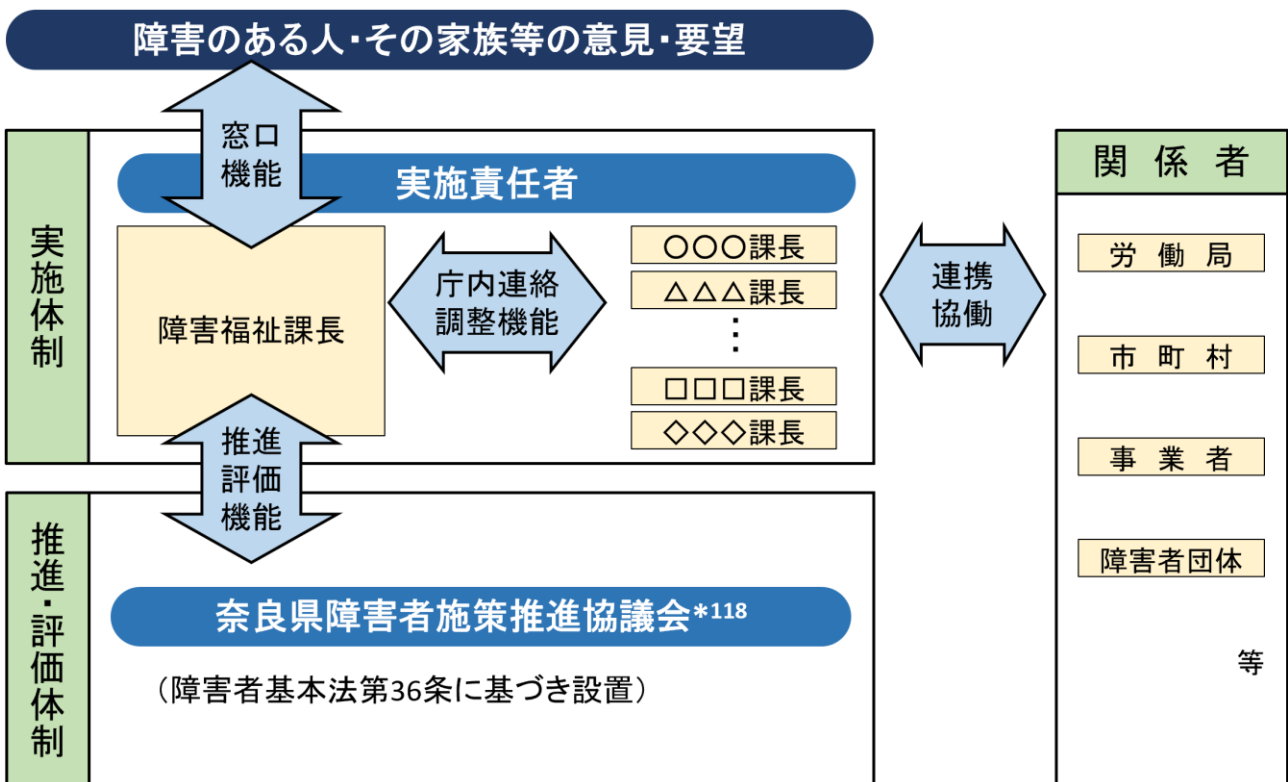 障害のある人・その家族等の意見・要望
窓口
機能
実施体制
実施責任者
障害福祉課長
庁内連絡
調整機能
〇〇〇課長
△△△課長
⋮
□□□課長
◇◇◇課長
連携
協働
関係者
労働局
市町村
事業者
障害者団体
等
推進
評価
機能
推進・評価体制
奈良県障害者施策推進協議会*118
（障害者基本法第36条に基づき設置）